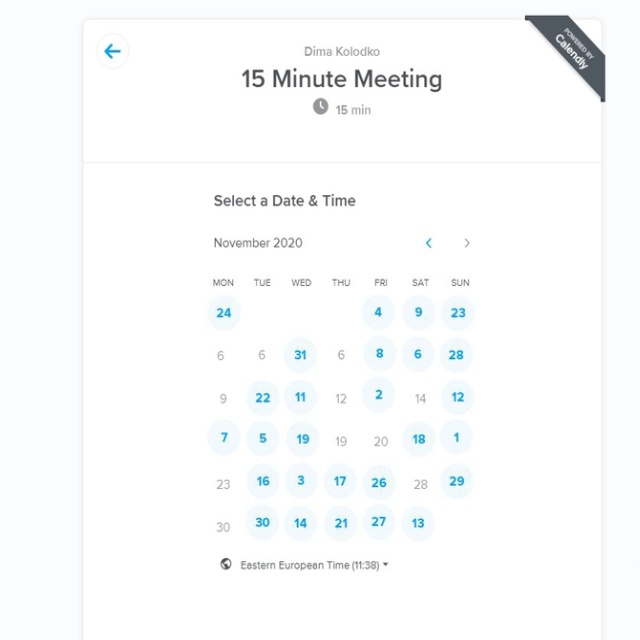 POWERED BY
Calendly
Dima Kolodko
15 Minute Meeting
15 min
Select a Date & Time
November 2020
MON TUE WED THU FRI SAT SUN
24 4 9 23
6 6 31 6 8 6 28
9 22 11 12 2 14 12
7 5 19 19 20 18 1
23 16 3 17 26 28 29
30 30 14 21 27 13
Eastern European Time (11:38)